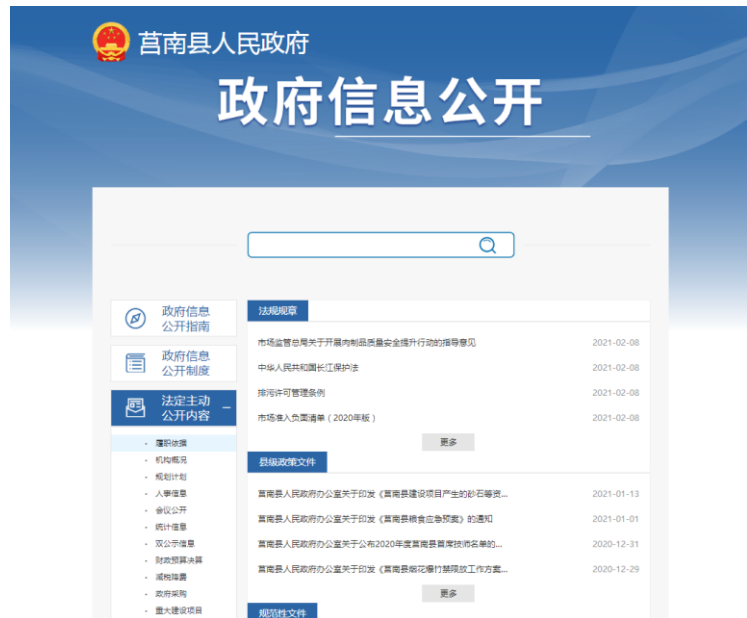 莒南县人民政府
政府信息公开
政府信息
公开指南
政府信息
公开制度
法定主动
公开内容
履职依据
机构概况
规划计划
人事信息
会议公开
统计信息
双公示信息
财政预算决算
减税降费
政府采购
重大建设项目
法规规章
市场监管总局关于开展肉制品质量安全提升行动的指导意见 2021-02-08
中华人民共和国长江保护法 2021-02-08
排污许可管理条例 2021-02-08
市场准入负面清单（2020年版） 2021-02-08
更多
县级政策文件
莒南县人民政府办公室关于印发《莒南县建设项目产生的砂石等资... 2021-01-13
莒南县人民政府办公室关于印发《莒南县粮食应急预案》的通知 2021-01-01
莒南县人民政府办公室关于公布2020年度莒南县首席技师名单的... 2020-12-31
莒南县人民政府办公室关于印发《莒南县烟花爆竹禁限放工作方案... 2020-12-29
更多
规范性文件